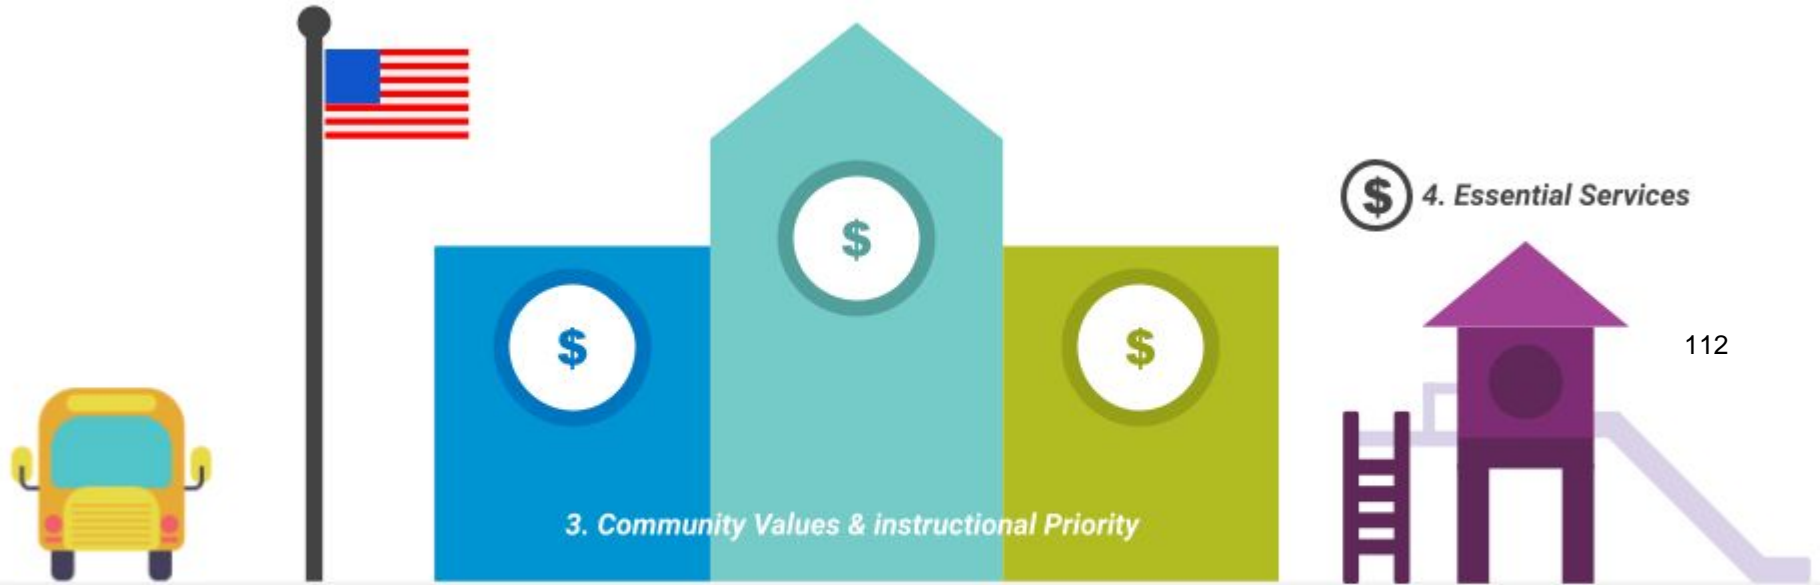 $
$
$
$ 4. Essential Services
112
3. Community Values & instructional Priority